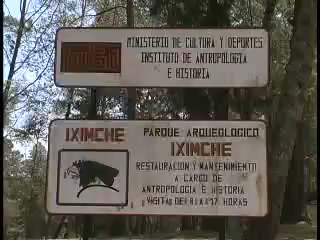 MINISTERIO DE CULTURA Y DEPORTES
INSTITUTO DE ANTROPOLOGIA
E HISTORIA
IXIMCHE
PARQUE ARQUEOLOGICO
IXIMCHE
RESTAURACION Y MANTENIMIENTO
A CARGO DE
ANTROPOLOGIA E HISTORIA
VISITAS DE 8 A 17 HORAS